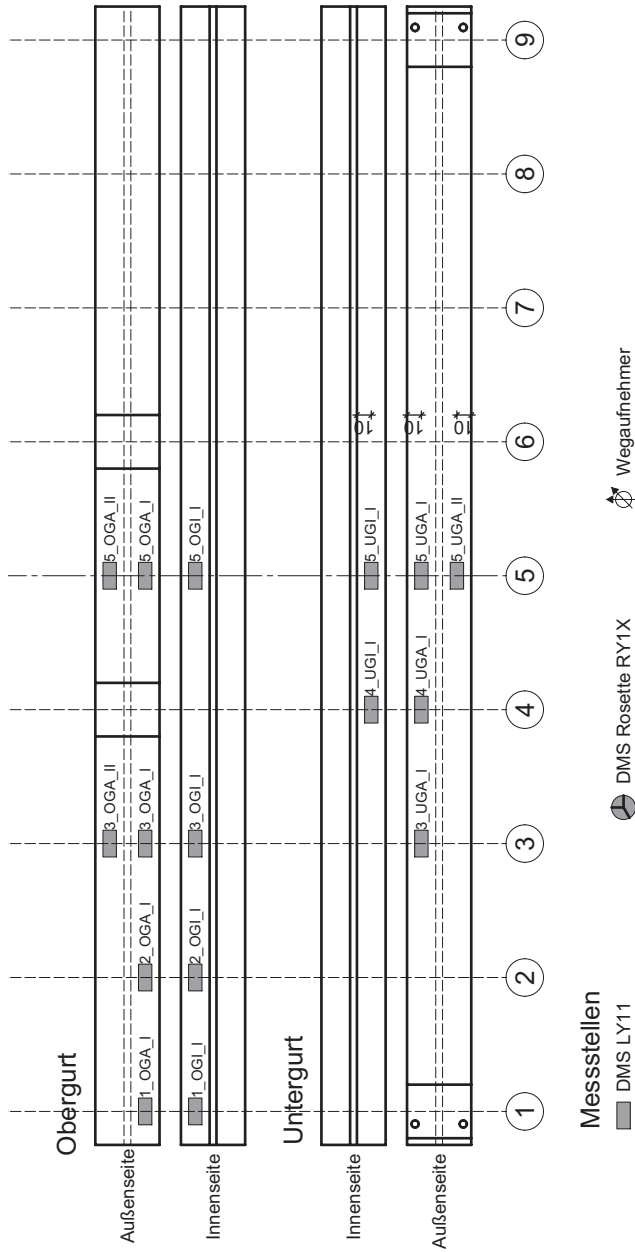 Obergurt
Außenseite
5_OGA_II
3_OGA_II
1_OGA_I
2_OGA_I
3_OGA_I
5_OGA_I
Innenseite
1_OGI_I
2_OGI_I
3_OGI_I
5_OGI_I
Untergurt
Innenseite
4_UGI_I
5_UGI_I
10
Außenseite
3_UGA_I
4_UGA_I
5_UGA_I
10
5_UGA_II
10
1
2
3
4
5
6
7
8
9
Messstellen
DMS LY11
DMS Rosette RY1X
Wegaufnehmer